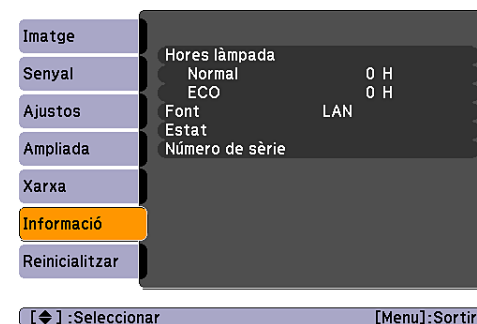 Imatge
Senyal
Ajustos
Ampliada
Xarxa
Informació
Reinicialitzar
Hores làmpada
Normal 0 H
ECO 0 H
Font LAN
Estat
Número de sèrie
[◆] :Seleccionar [Menu]:Sortir